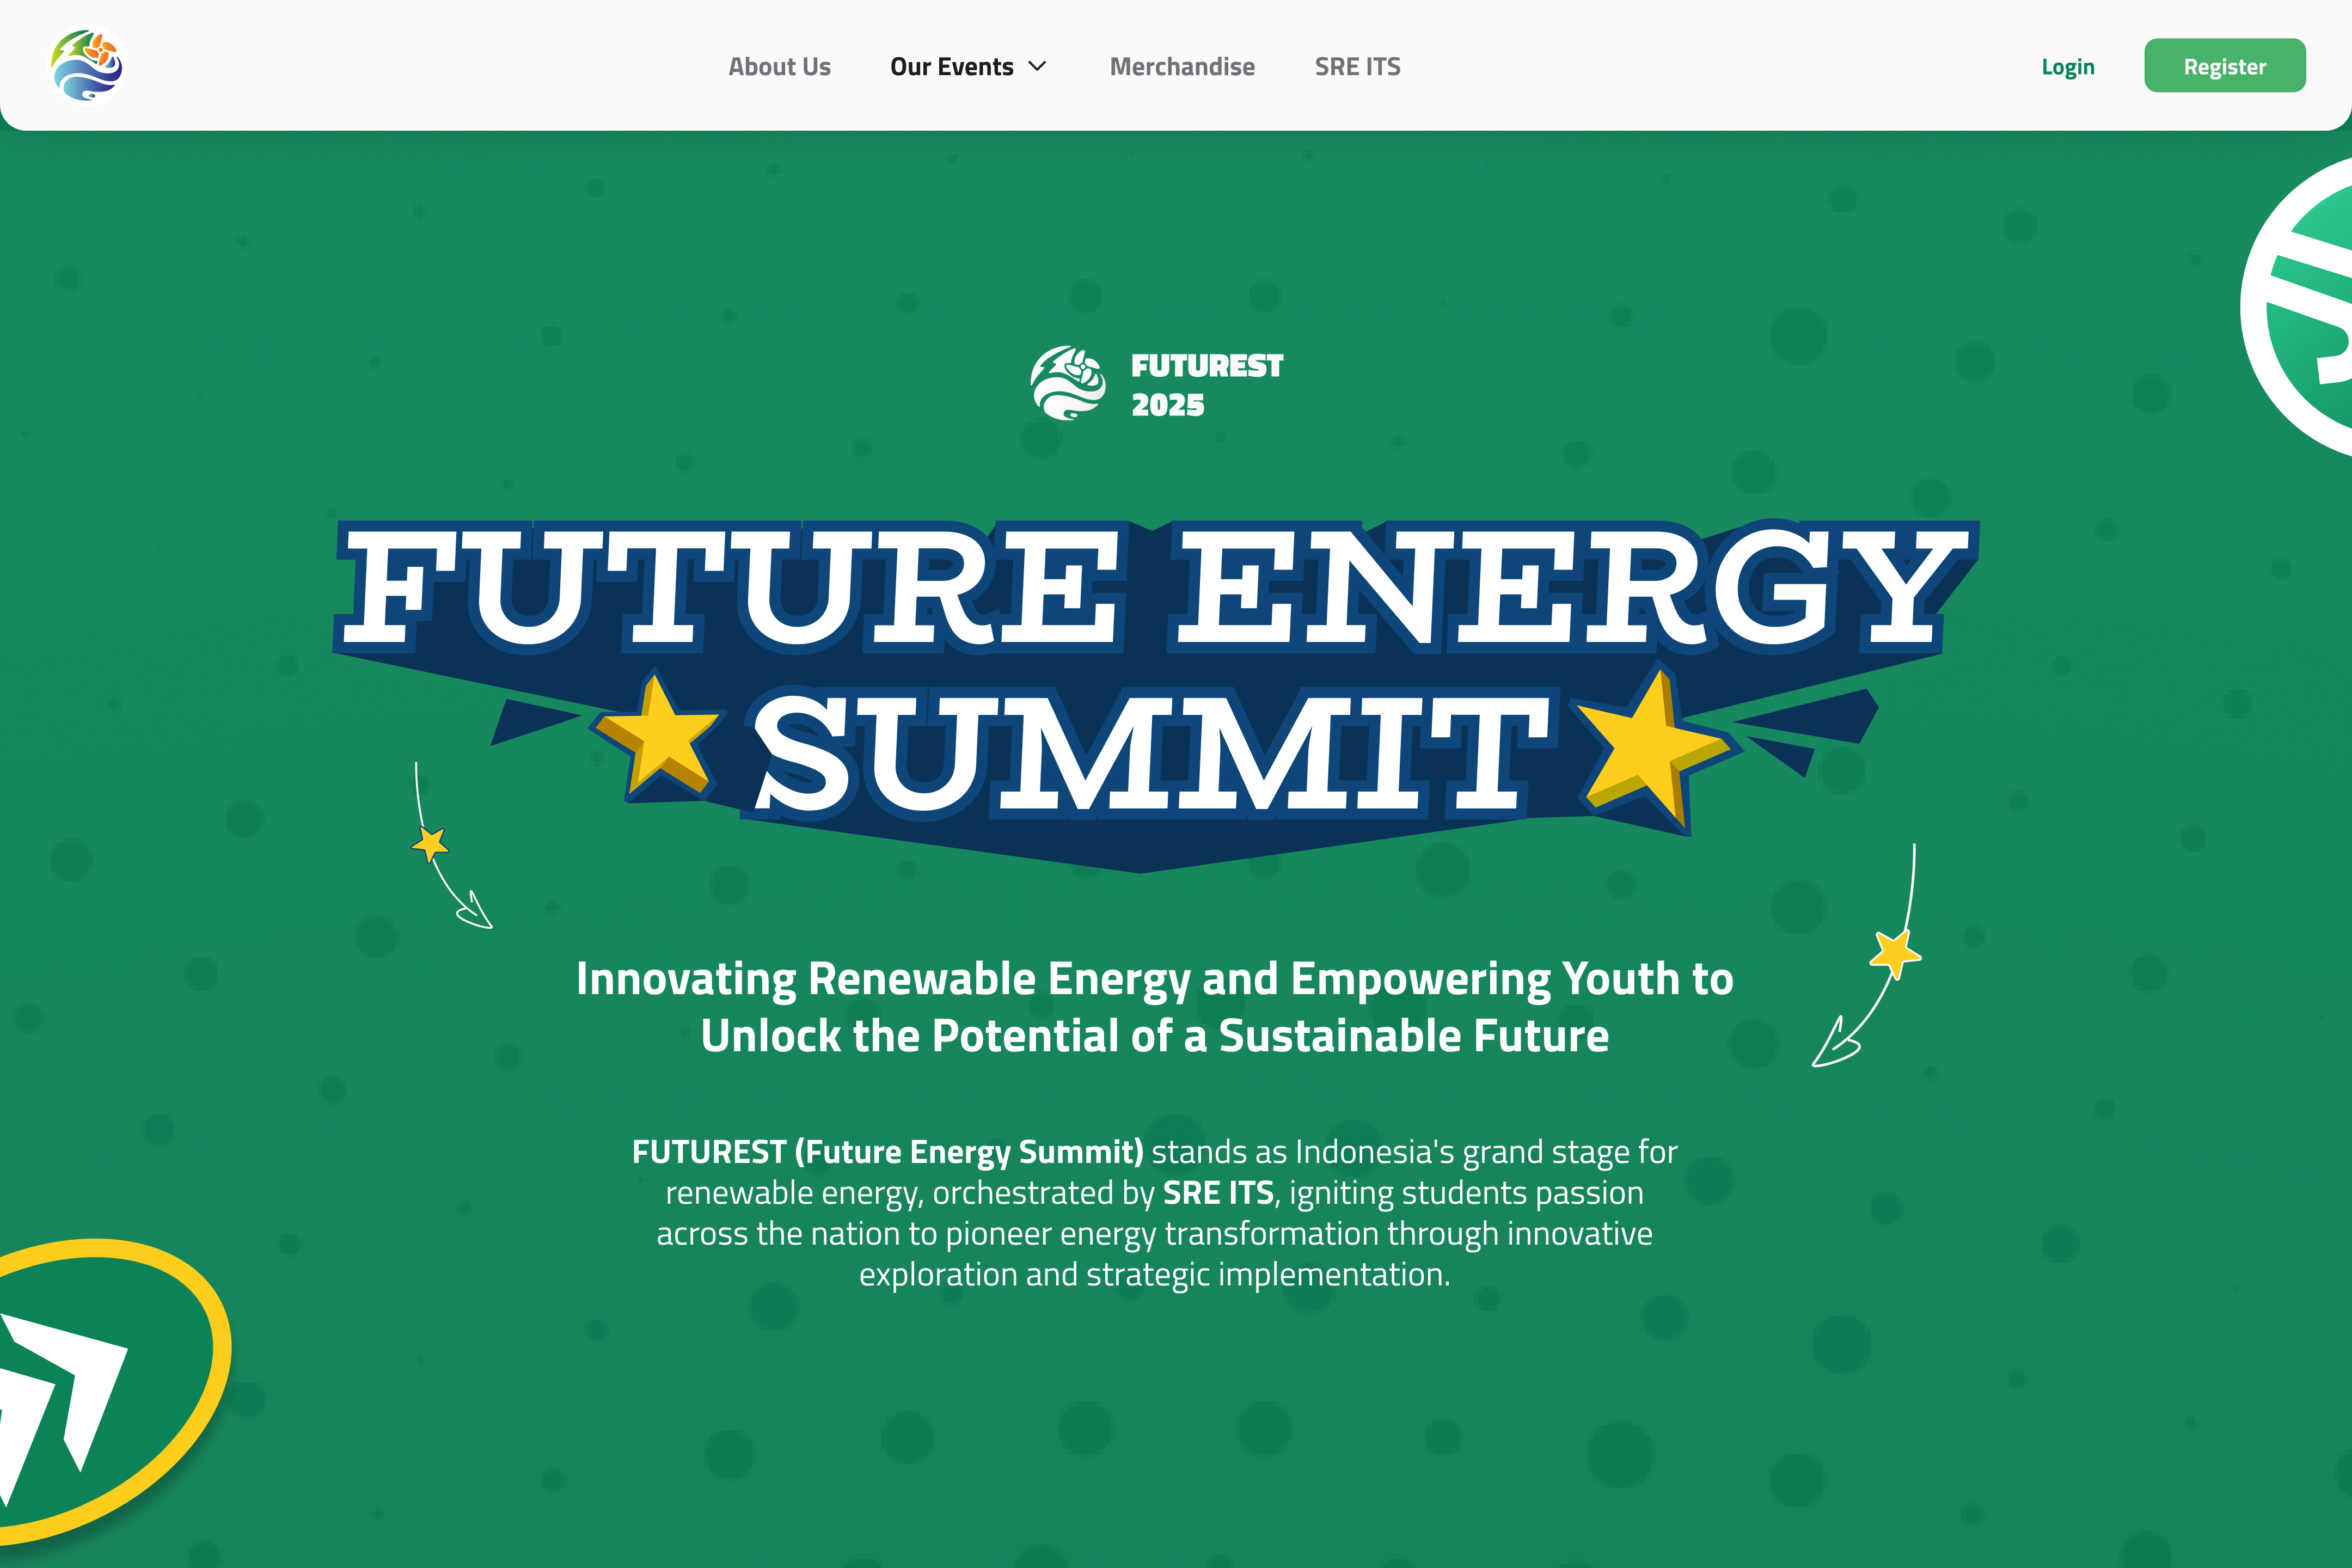 About Us
Our Events
Merchandise
SRE ITS
Login
Register
FUTUREST
2025
FUTURE ENERGY
SUMMIT
Innovating Renewable Energy and Empowering Youth to
Unlock the Potential of a Sustainable Future
FUTUREST (Future Energy Summit) stands as Indonesia's grand stage for
renewable energy, orchestrated by SRE ITS, igniting students passion
across the nation to pioneer energy transformation through innovative
exploration and strategic implementation.